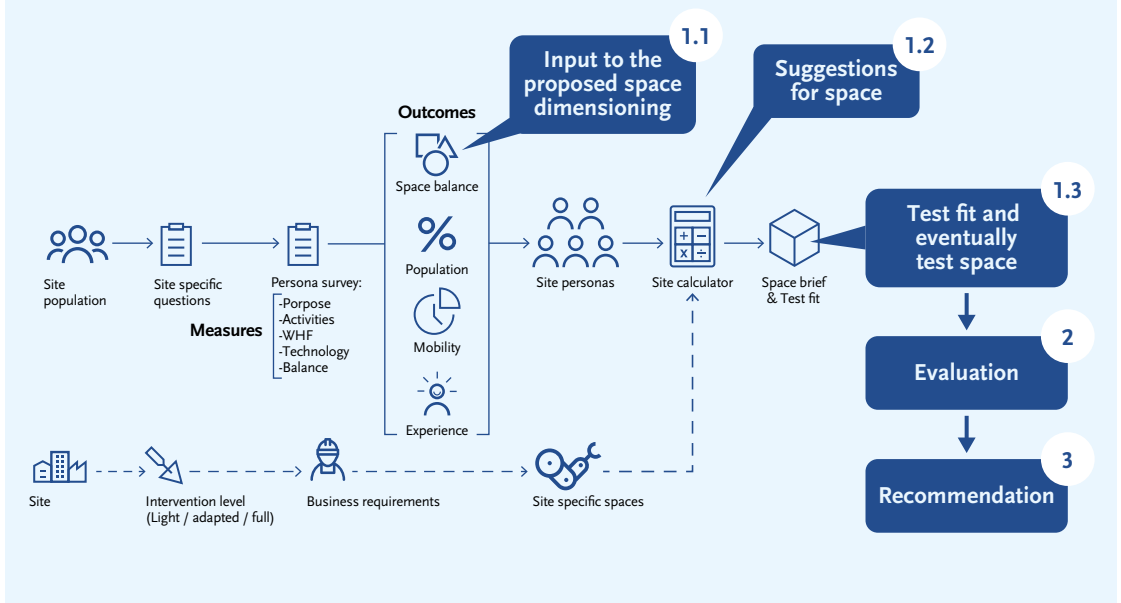 1.1
Input to the
proposed space
dimensioning
1.2
Suggestions
for space
Outcomes
Space balance
%
Population
Mobility
Experience
Site
population
Site specific
questions
Persona survey:
Measures
-Porpose
-Activities
-WHF
-Technology
-Balance
Site personas
+ −
x ÷
Site calculator
Space brief
& Test fit
1.3
Test fit and
eventually
test space
2
Evaluation
3
Recommendation
Site
Intervention level
(Light / adapted / full)
Business requirements
Site specific spaces